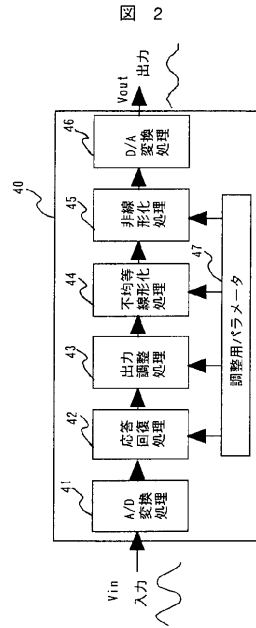 図 2
40
Vin
入力
41
A/D
変換
処理
42
応答
回復
処理
43
出力
調整
処理
44
不均等
線形化
処理
45
非線
形化
処理
46
D/A
変換
処理
Vout
出力
47
調整用パラメータ